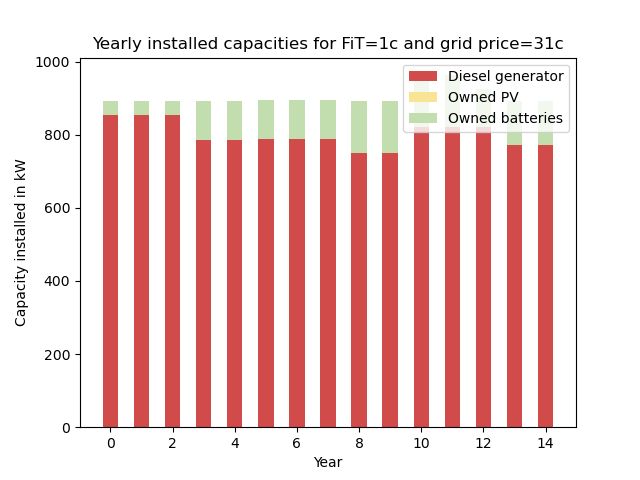 Yearly installed capacities for FiT=1c and grid price=31c
Diesel generator
Owned PV
Owned batteries
Capacity installed in kW
1000
800
600
400
200
0
0 2 4 6 8 10 12 14
Year